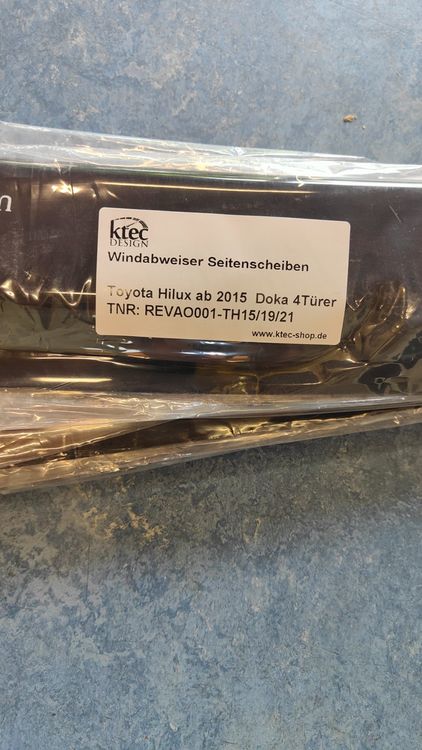 m
ktec
DESIGN
Windabweiser Seitenscheiben
Toyota Hilux ab 2015 Doka 4Türer
TNR: REVAO001-TH15/19/21
www.ktec-shop.de